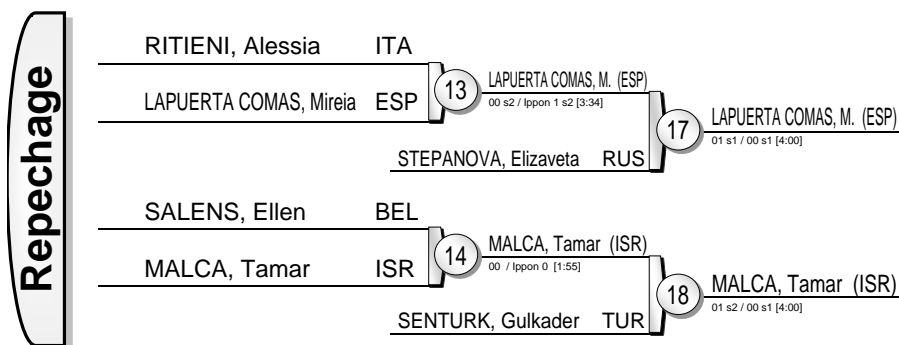 Repechage
RITIENI, Alessia ITA
LAPUERTA COMAS, Mireia ESP
13
LAPUERTA COMAS, M. (ESP)
00 s2 / Ippon 1 s2 [3:34]
STEPANOVA, Elizaveta RUS
17
LAPUERTA COMAS, M. (ESP)
01 s1 / 00 s1 [4:00]
SALENS, Ellen BEL
MALCA, Tamar ISR
14
MALCA, Tamar (ISR)
00 / Ippon 0 [1:55]
SENTURK, Gulkader TUR
18
MALCA, Tamar (ISR)
01 s2 / 00 s1 [4:00]